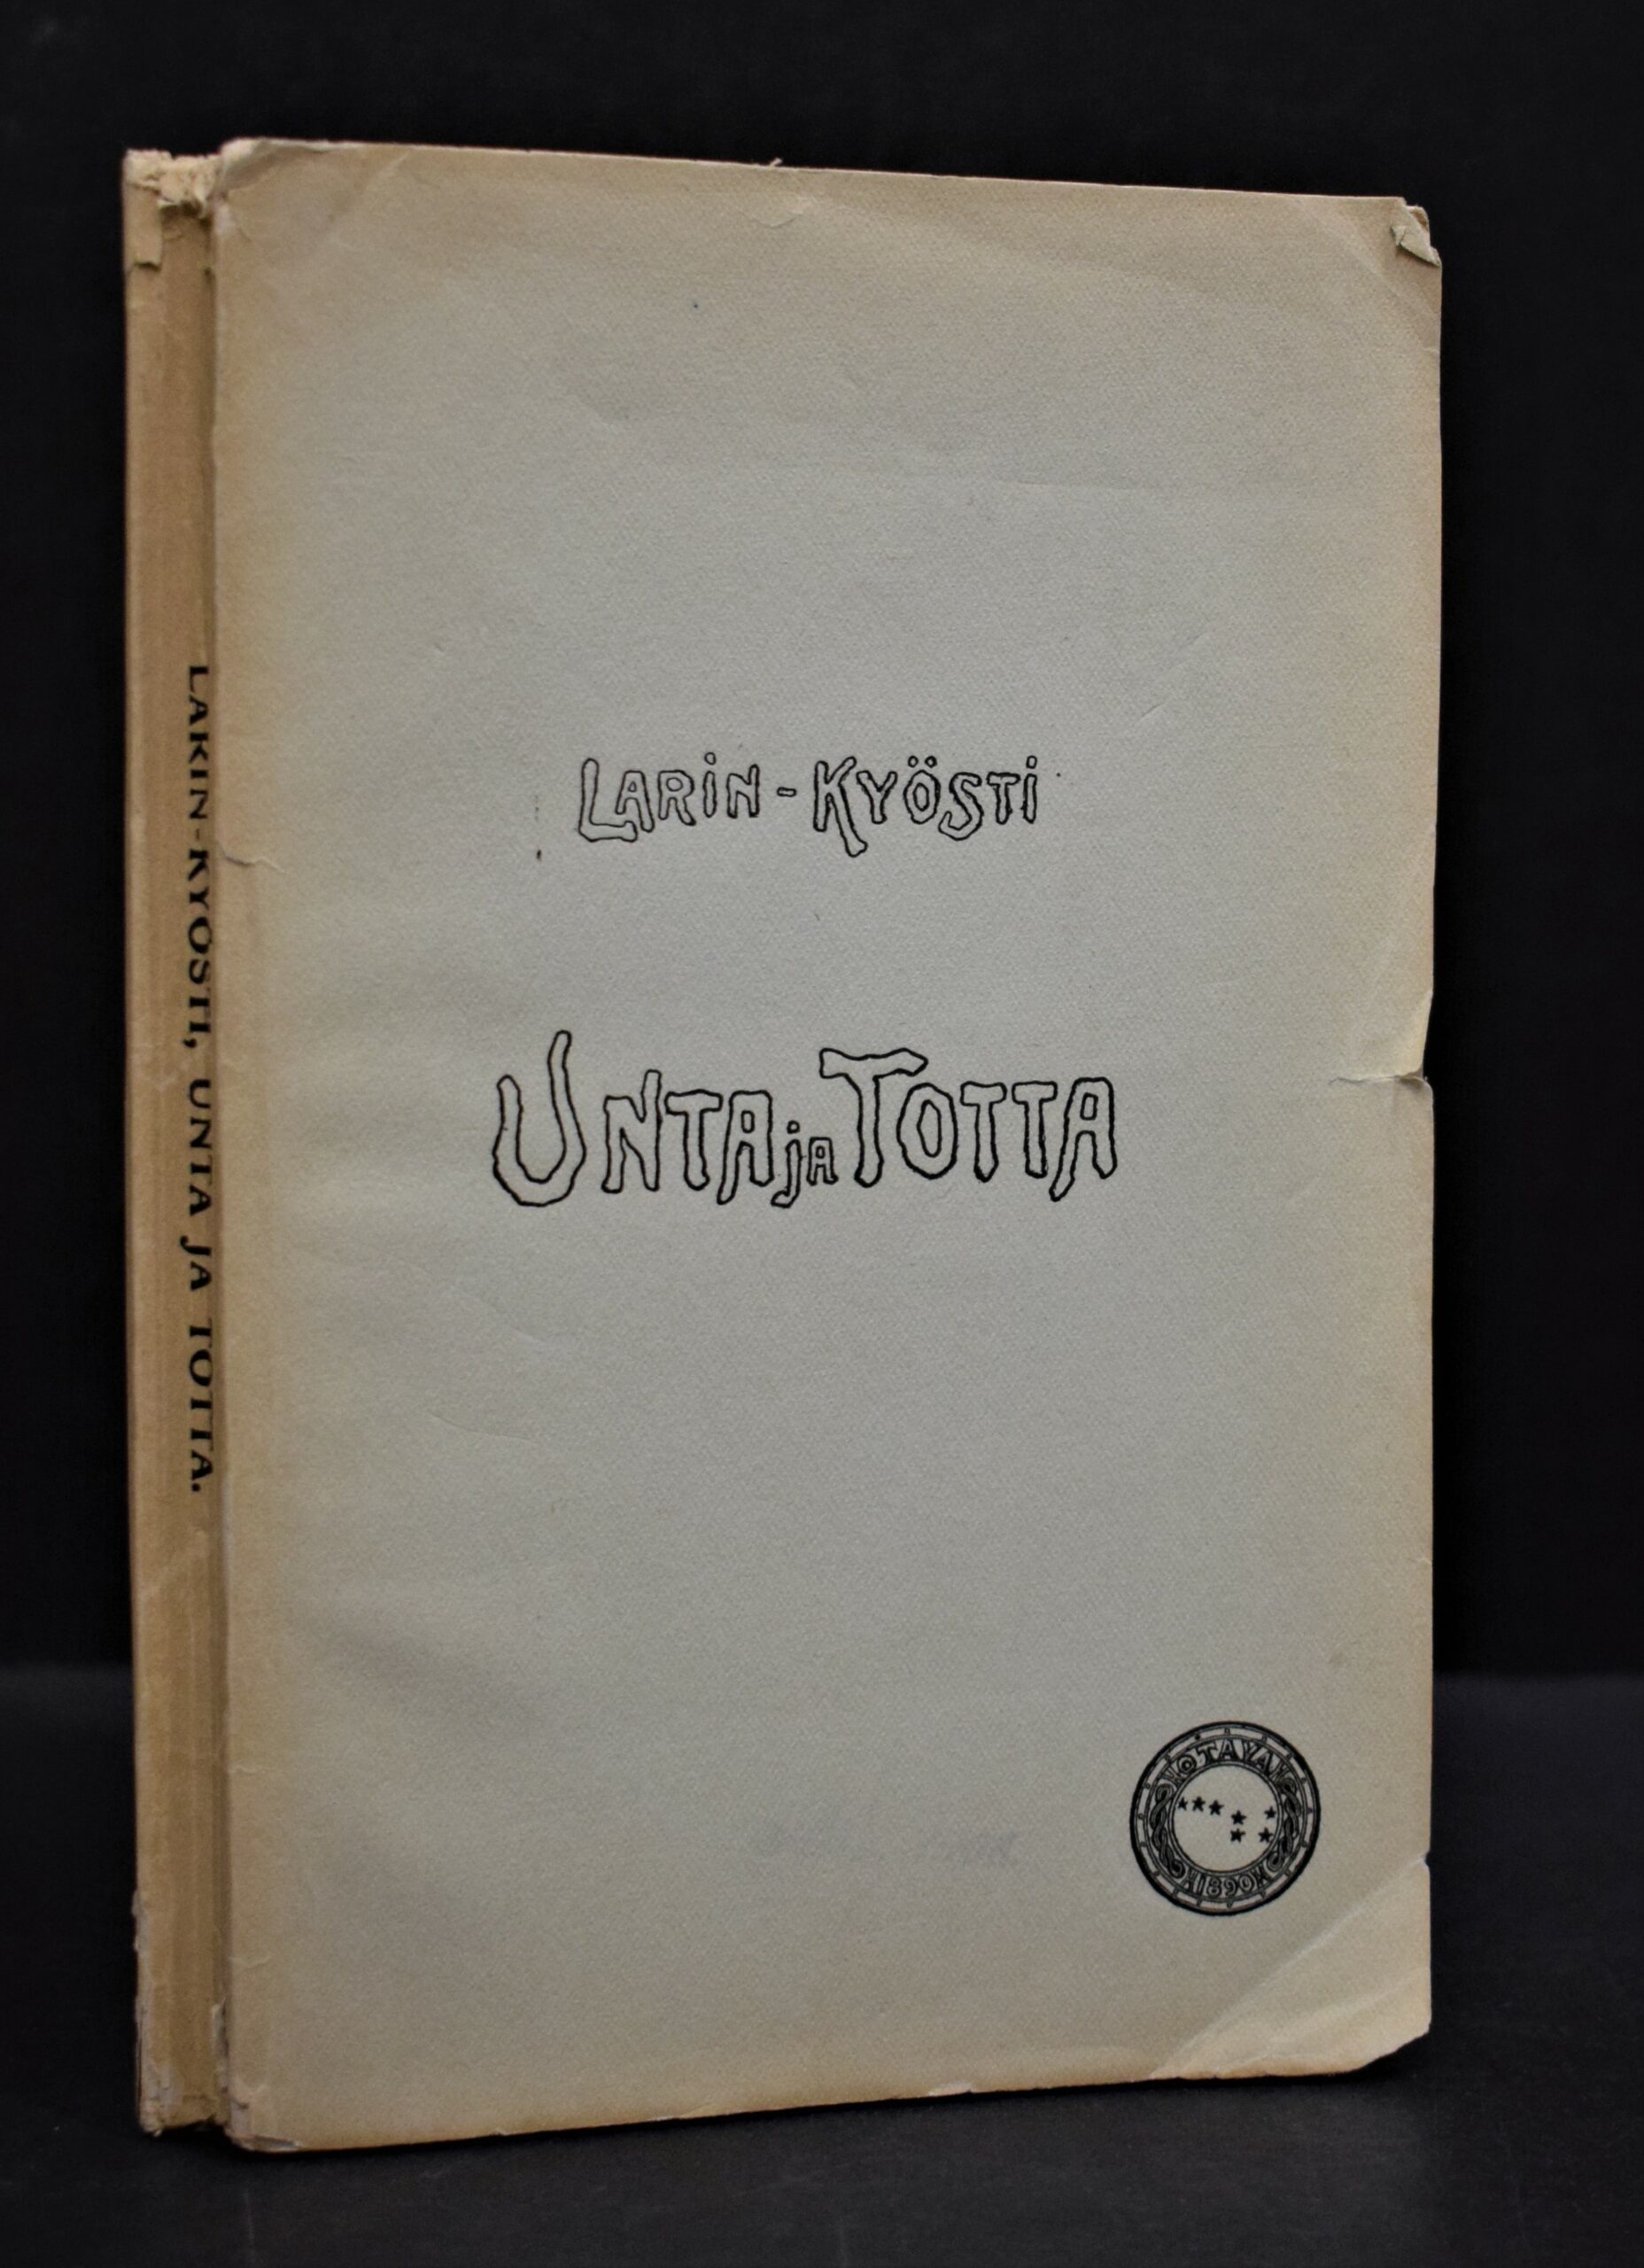 LARIN-KYÖSTI, UNTA JA TOTTA.
LARIN-KYÖSTI
UNTA jA TOTTA
OTAVA
1890